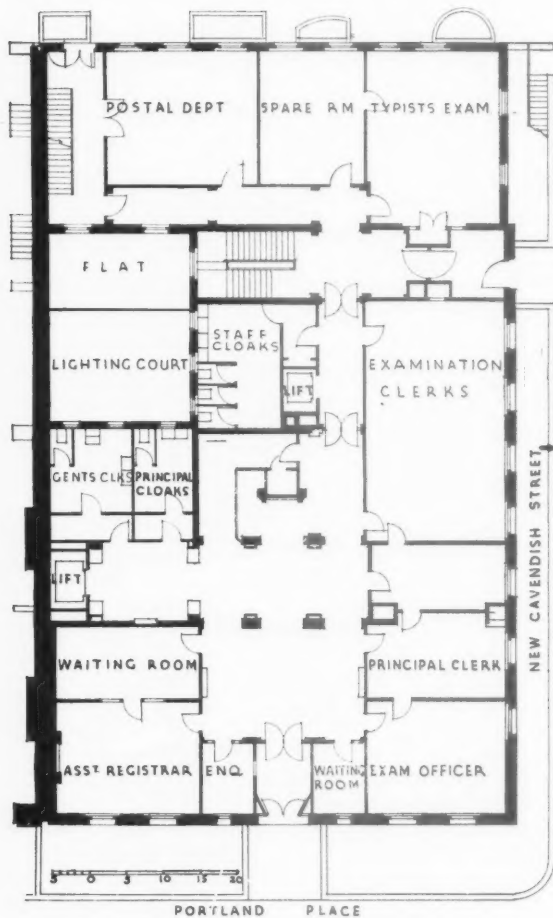 POSTAL DEPT
SPARE RM
TYPISTS EXAM
FLAT
STAFF
CLOAKS
LIGHTING COURT
LIFT
EXAMINATION
CLERKS
GENTS CLKS
PRINCIPAL
CLOAKS
LIFT
NEW CAVENDISH STREET
WAITING ROOM
PRINCIPAL CLERK
ASST REGISTRAR
ENQ
WAITING
ROOM
EXAM OFFICER
5 0 5 10 15 20
PORTLAND PLACE